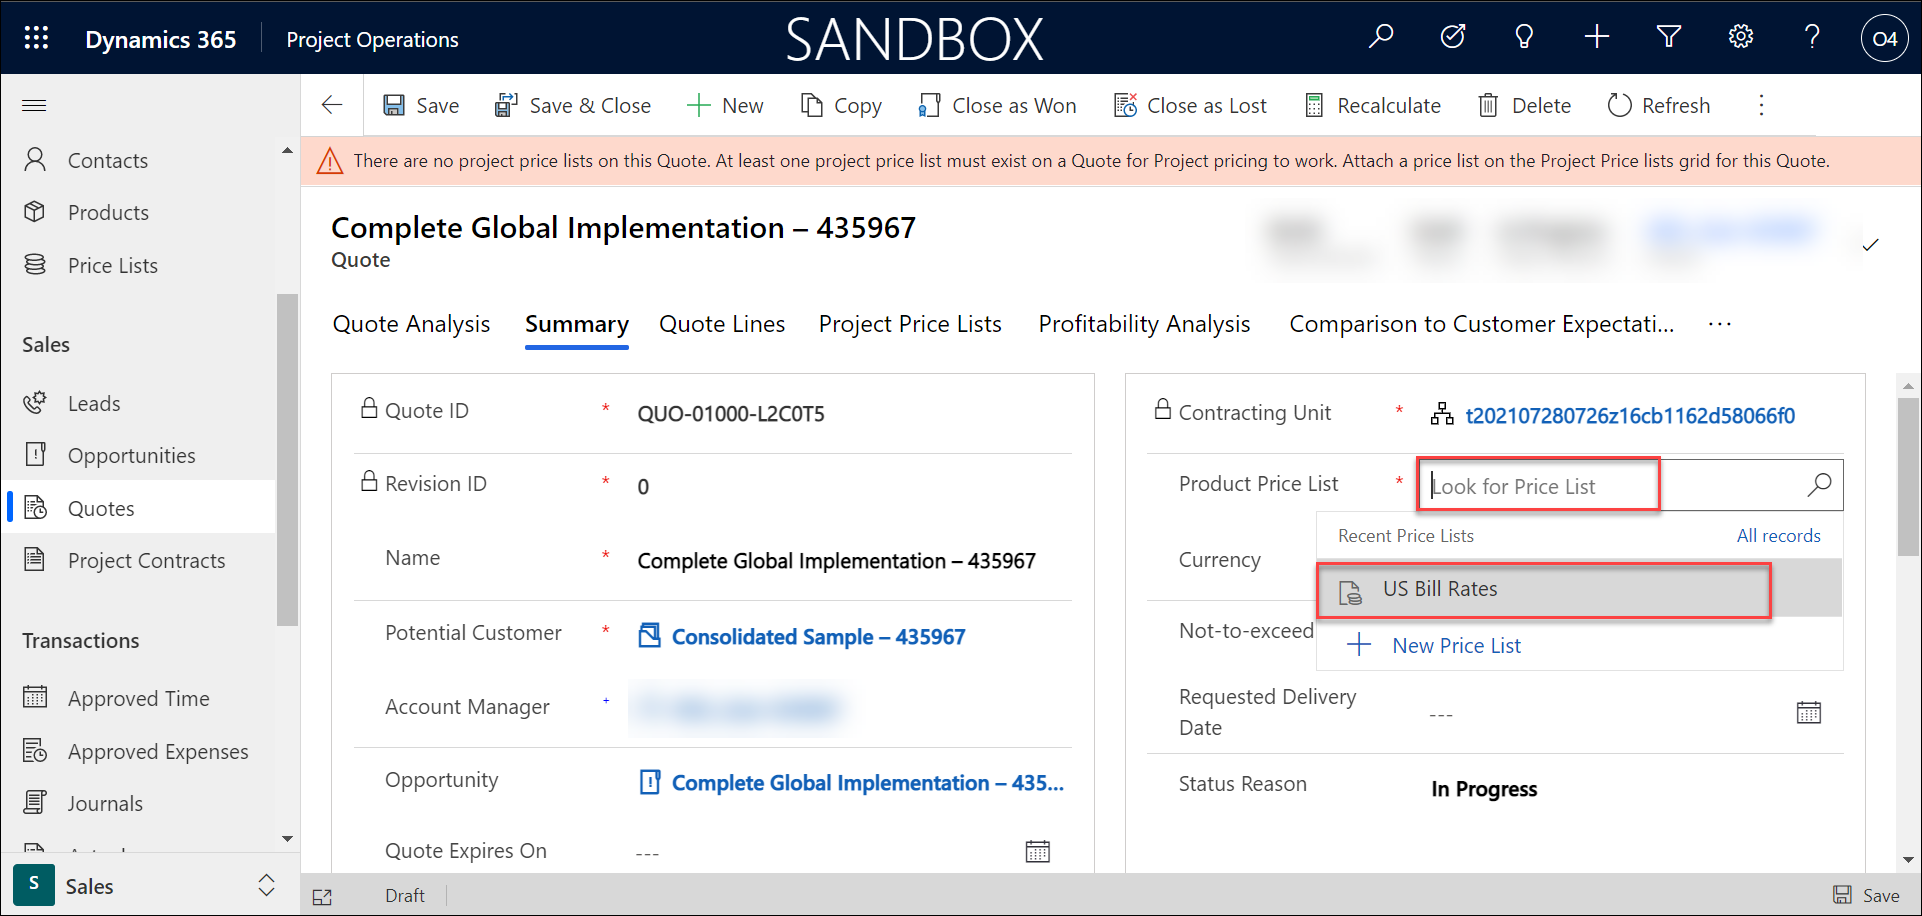 Dynamics 365
Project Operations
SANDBOX
O4
Save
Save & Close
New
Copy
Close as Won
Close as Lost
Recalculate
Delete
Refresh
Contacts
Products
Price Lists
Sales
Leads
Opportunities
Quotes
Project Contracts
Transactions
Approved Time
Approved Expenses
Journals
S
Sales
There are no project price lists on this Quote. At least one project price list must exist on a Quote for Project pricing to work. Attach a price list on the Project Price lists grid for this Quote.
Complete Global Implementation – 435967
Quote
Quote Analysis
Summary
Quote Lines
Project Price Lists
Profitability Analysis
Comparison to Customer Expectati...
Quote ID * QUO-01000-L2C0T5
Revision ID * 0
Name * Complete Global Implementation – 435967
Potential Customer * Consolidated Sample – 435967
Account Manager +
Opportunity Complete Global Implementation – 435...
Quote Expires On ---
Contracting Unit * t202107280726z16cb1162d58066f0
Product Price List * Look for Price List
Recent Price Lists All records
Currency
US Bill Rates
Not-to-exceed
New Price List
Requested Delivery
Date
---
Status Reason In Progress
Draft
Save